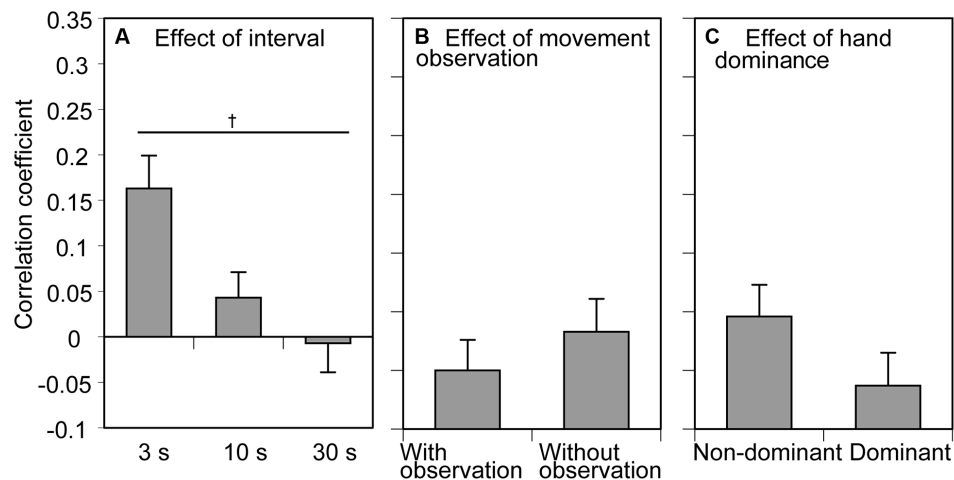 A Effect of interval
B Effect of movement
observation
C Effect of hand
dominance
Correlation coefficient
0.35
0.3
0.25
0.2
0.15
0.1
0.05
0
-0.05
-0.1
†
3 s 10 s 30 s
With
observation
Without
observation
Non-dominant Dominant